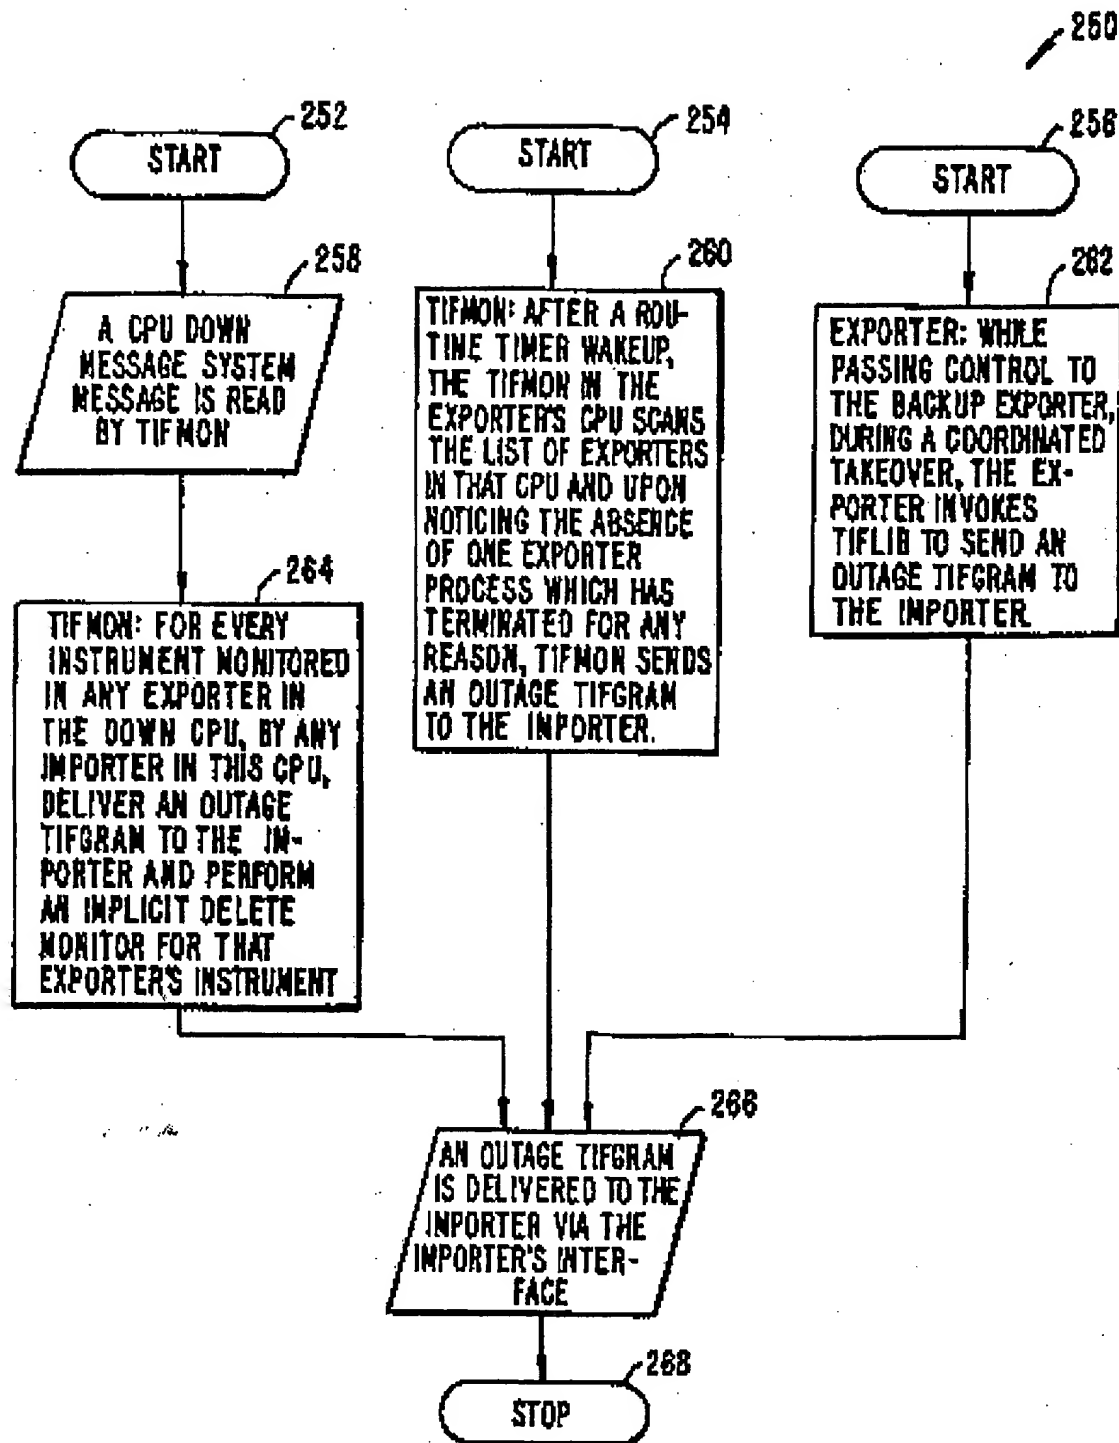 250
252
START
254
START
256
START
258
A CPU DOWN
MESSAGE SYSTEM
MESSAGE IS READ
BY TIFMON
260
TIFMON: AFTER A ROU-
TINE TIMER WAKEUP,
THE TIFMON IN THE
EXPORTER'S CPU SCANS
THE LIST OF EXPORTERS
IN THAT CPU AND UPON
NOTICING THE ABSENCE
OF ONE EXPORTER
PROCESS WHICH HAS
TERMINATED FOR ANY
REASON, TIFMON SENDS
AN OUTAGE TIFGRAM
TO THE IMPORTER.
262
EXPORTER: WHILE
PASSING CONTROL TO
THE BACKUP EXPORTER,
DURING A COORDINATED
TAKEOVER, THE EX-
PORTER INVOKES
TIFLIB TO SEND AN
OUTAGE TIFGRAM TO
THE IMPORTER.
264
TIFMON: FOR EVERY
INSTRUMENT MONITORED
IN ANY EXPORTER IN
THE DOWN CPU, BY ANY
IMPORTER IN THIS CPU,
DELIVER AN OUTAGE
TIFGRAM TO THE IM-
PORTER AND PERFORM
AN IMPLICIT DELETE
MONITOR FOR THAT
EXPORTER'S INSTRUMENT
266
AN OUTAGE TIFGRAM
IS DELIVERED TO THE
IMPORTER VIA THE
IMPORTER'S INTER-
FACE
268
STOP